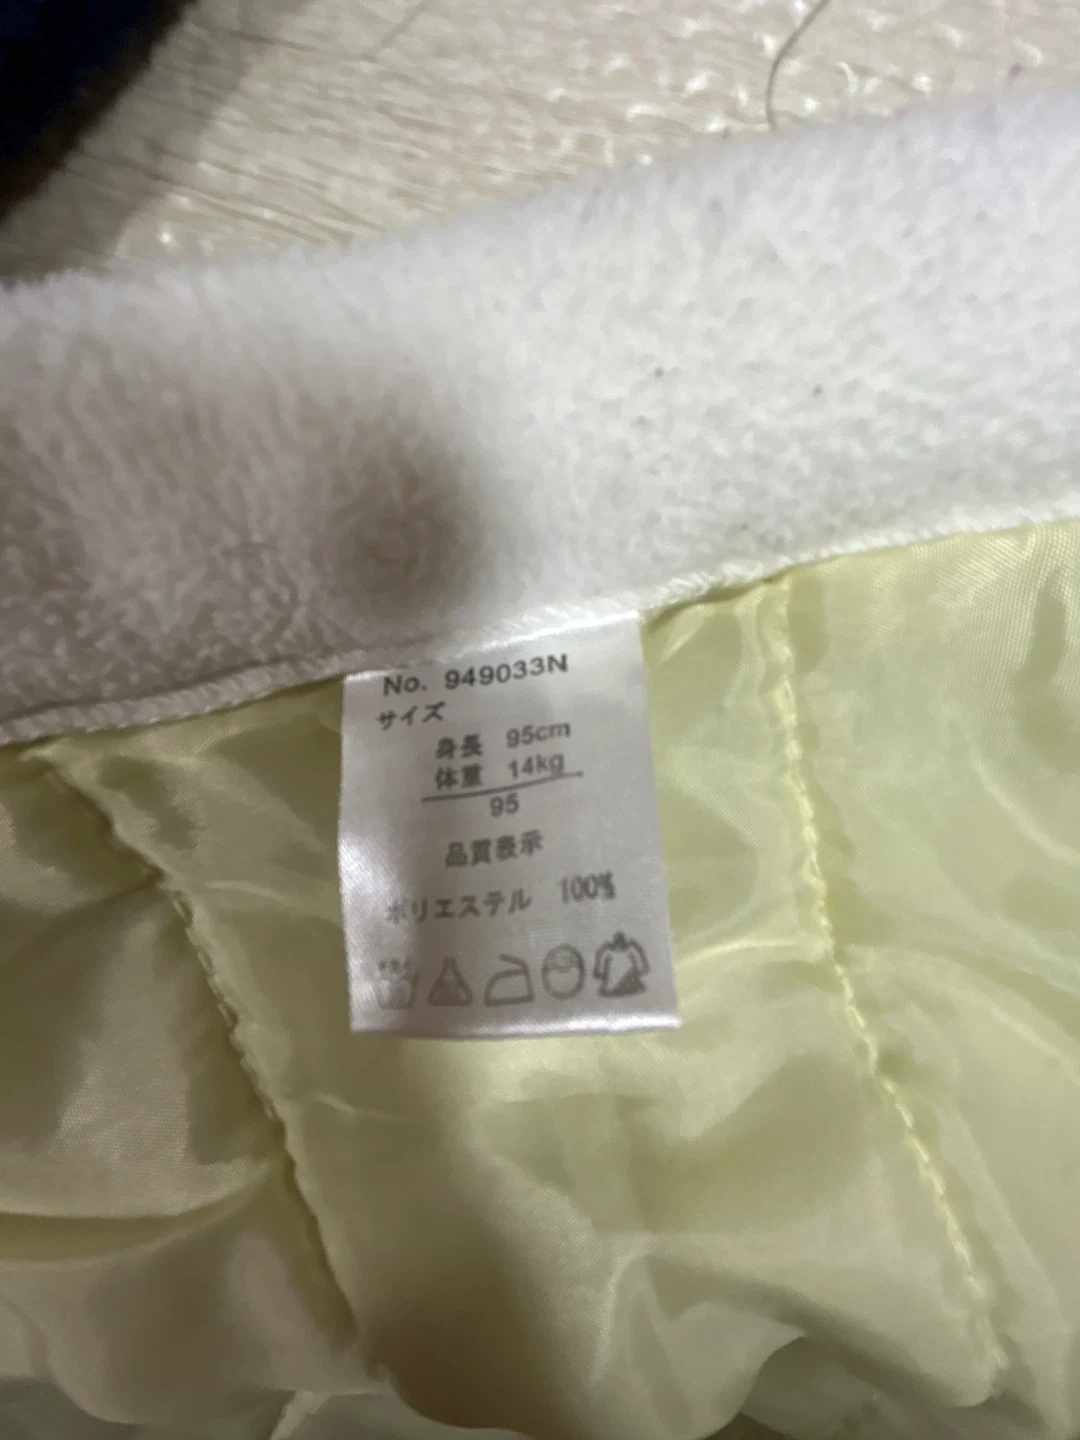 No. 949033N
サイズ
身長 95cm
体重 14kg
95
品質表示
ポリエステル 100%